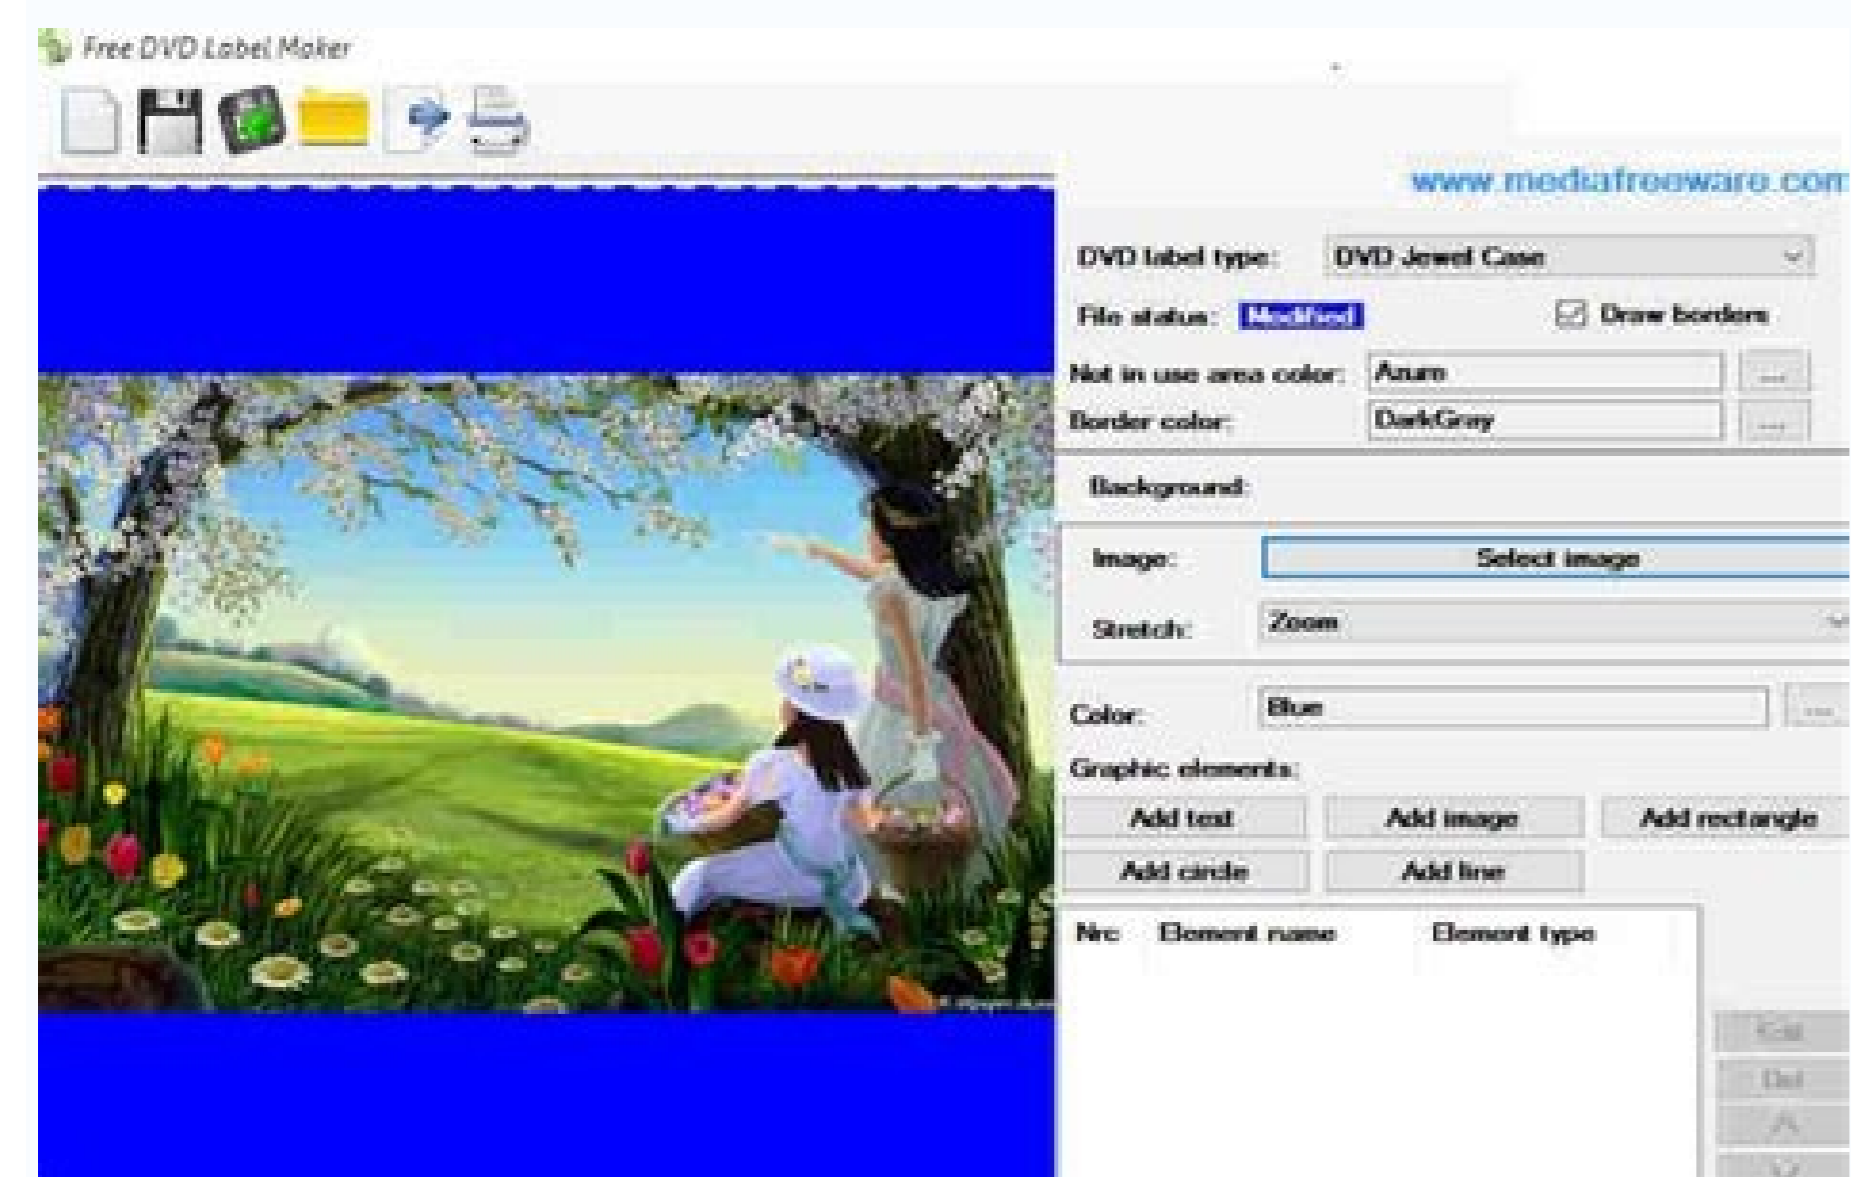 Free DVD Label Maker
www.mediafreeware.com
DVD label type: DVD Jewel Case
File status: Modified Draw borders
Not in use area color: Azure ...
Border color: DarkGray ...
Background:
Image: Select image
Stretch: Zoom
Color: Blue ...
Graphic elements:
Add text Add image Add rectangle
Add circle Add line
Nrc Element name Element type
Edit
Del